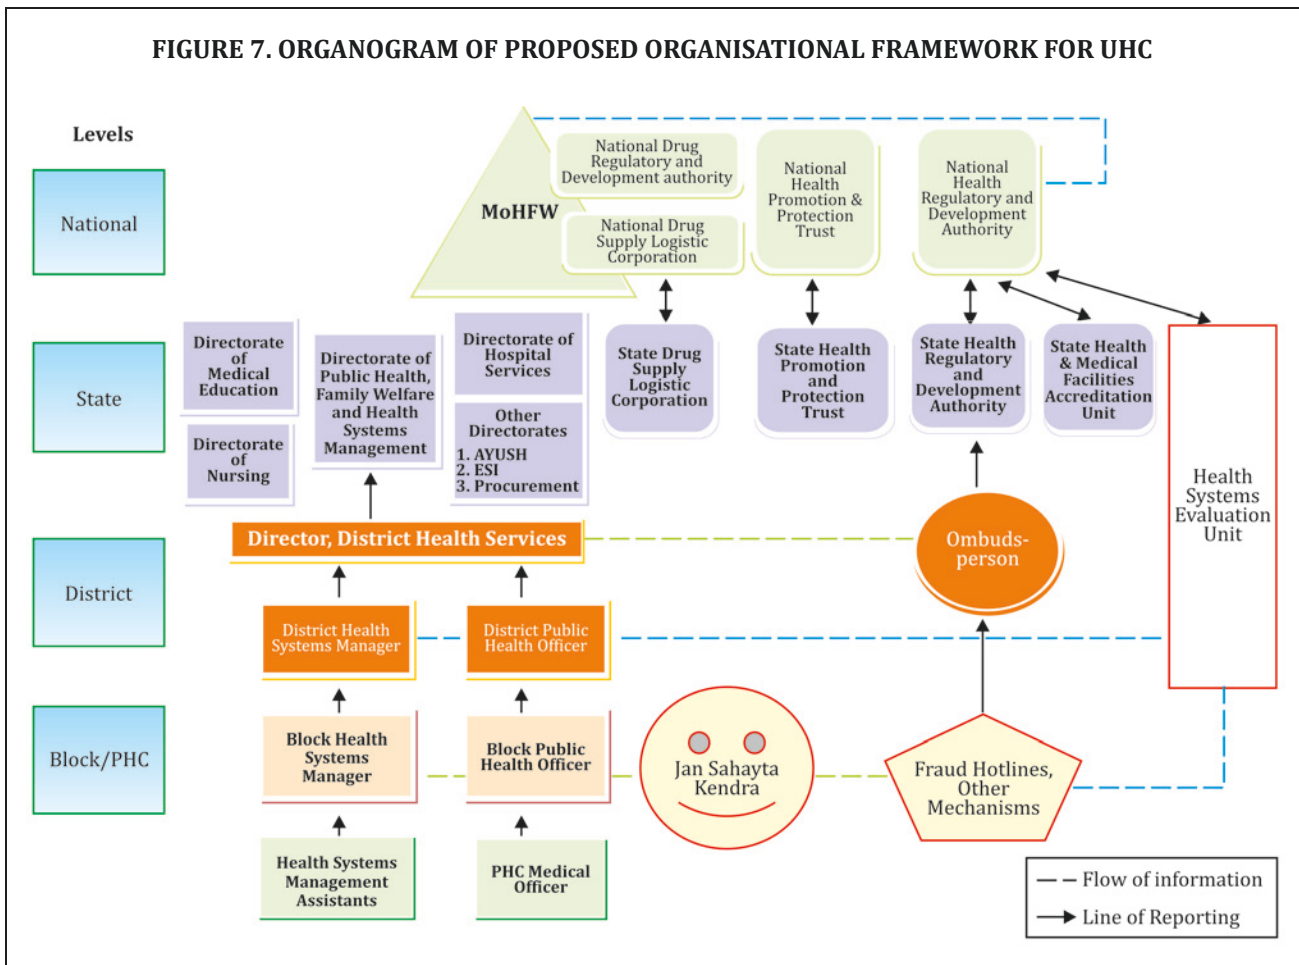 FIGURE 7. ORGANOGRAM OF PROPOSED ORGANISATIONAL FRAMEWORK FOR UHC
Levels
National
MoHFW
National Drug
Regulatory and
Development authority
National Drug
Supply Logistic
Corporation
National
Health
Promotion &
Protection
Trust
National
Health
Regulatory and
Development
Authority
State
Directorate
of
Medical
Education
Directorate
of
Nursing
Directorate of
Public Health,
Family Welfare
and Health
Systems
Management
Directorate of
Hospital
Services
Other
Directorates
1. AYUSH
2. ESI
3. Procurement
State Drug
Supply
Logistic
Corporation
State Health
Promotion
and
Protection
Trust
State Health
Regulatory
and
Development
Authority
State Health
& Medical
Facilities
Accreditation
Unit
Health
Systems
Evaluation
Unit
District
Director, District Health Services
Ombuds-
person
District Health
Systems Manager
District Public
Health Officer
Block/PHC
Block Health
Systems
Manager
Block Public
Health Officer
Jan Sahayta
Kendra
Fraud Hotlines,
Other
Mechanisms
Health Systems
Management
Assistants
PHC Medical
Officer
Flow of information
Line of Reporting